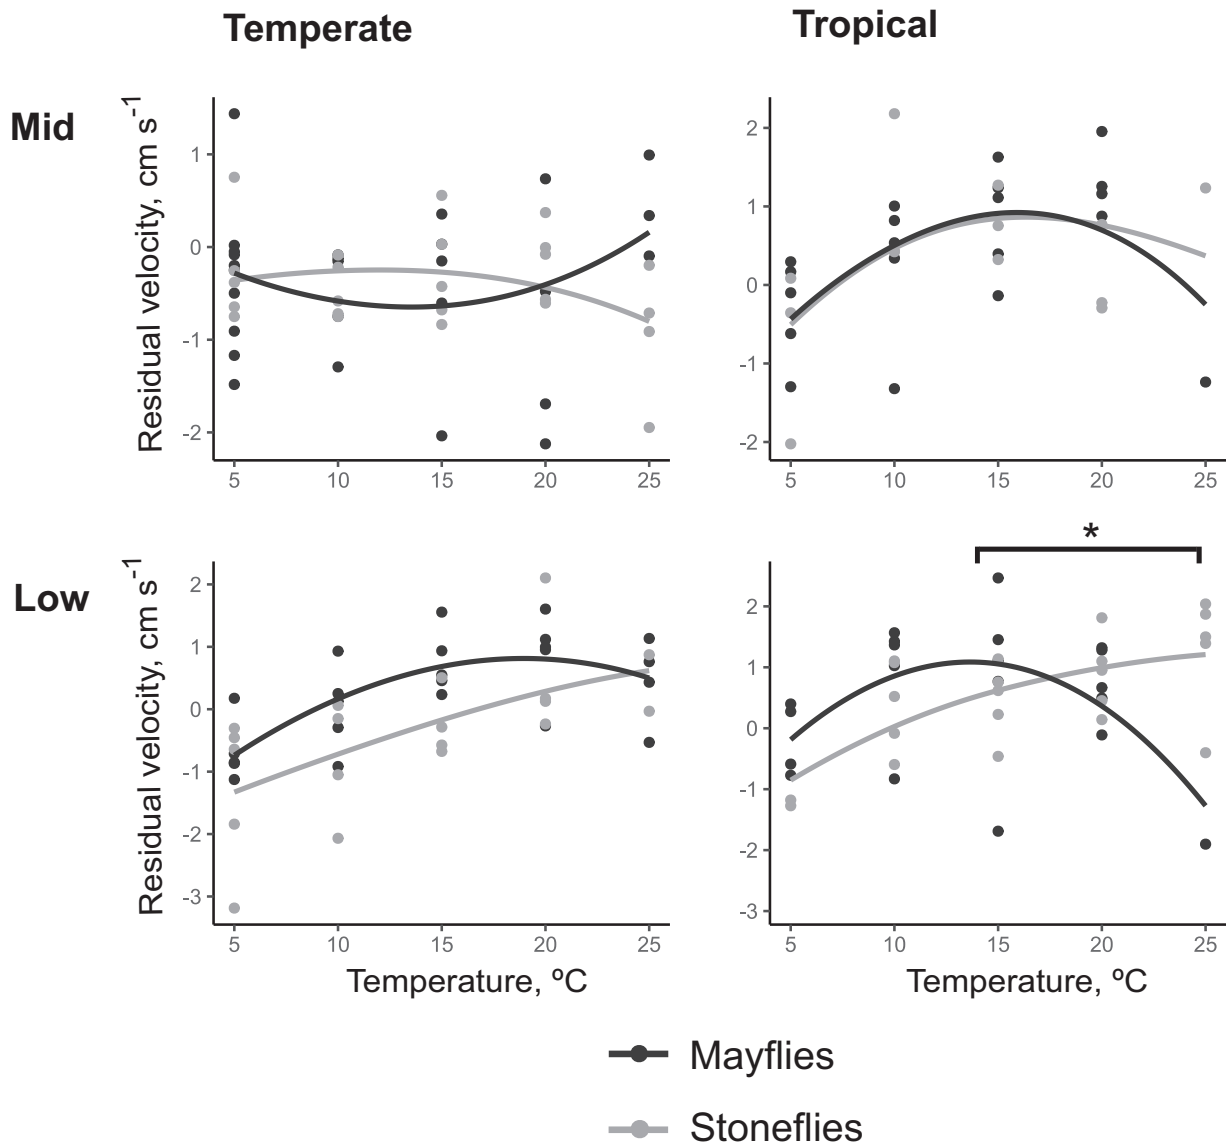 Temperate
Tropical
Mid
Residual velocity, cm s⁻¹
1
0
-1
-2
5 10 15 20 25
2
1
0
-1
-2
5 10 15 20 25
*
Low
Residual velocity, cm s⁻¹
2
1
0
-1
-2
-3
5 10 15 20 25
Temperature, ºC
2
1
0
-1
-2
-3
5 10 15 20 25
Temperature, ºC
Mayflies
Stoneflies